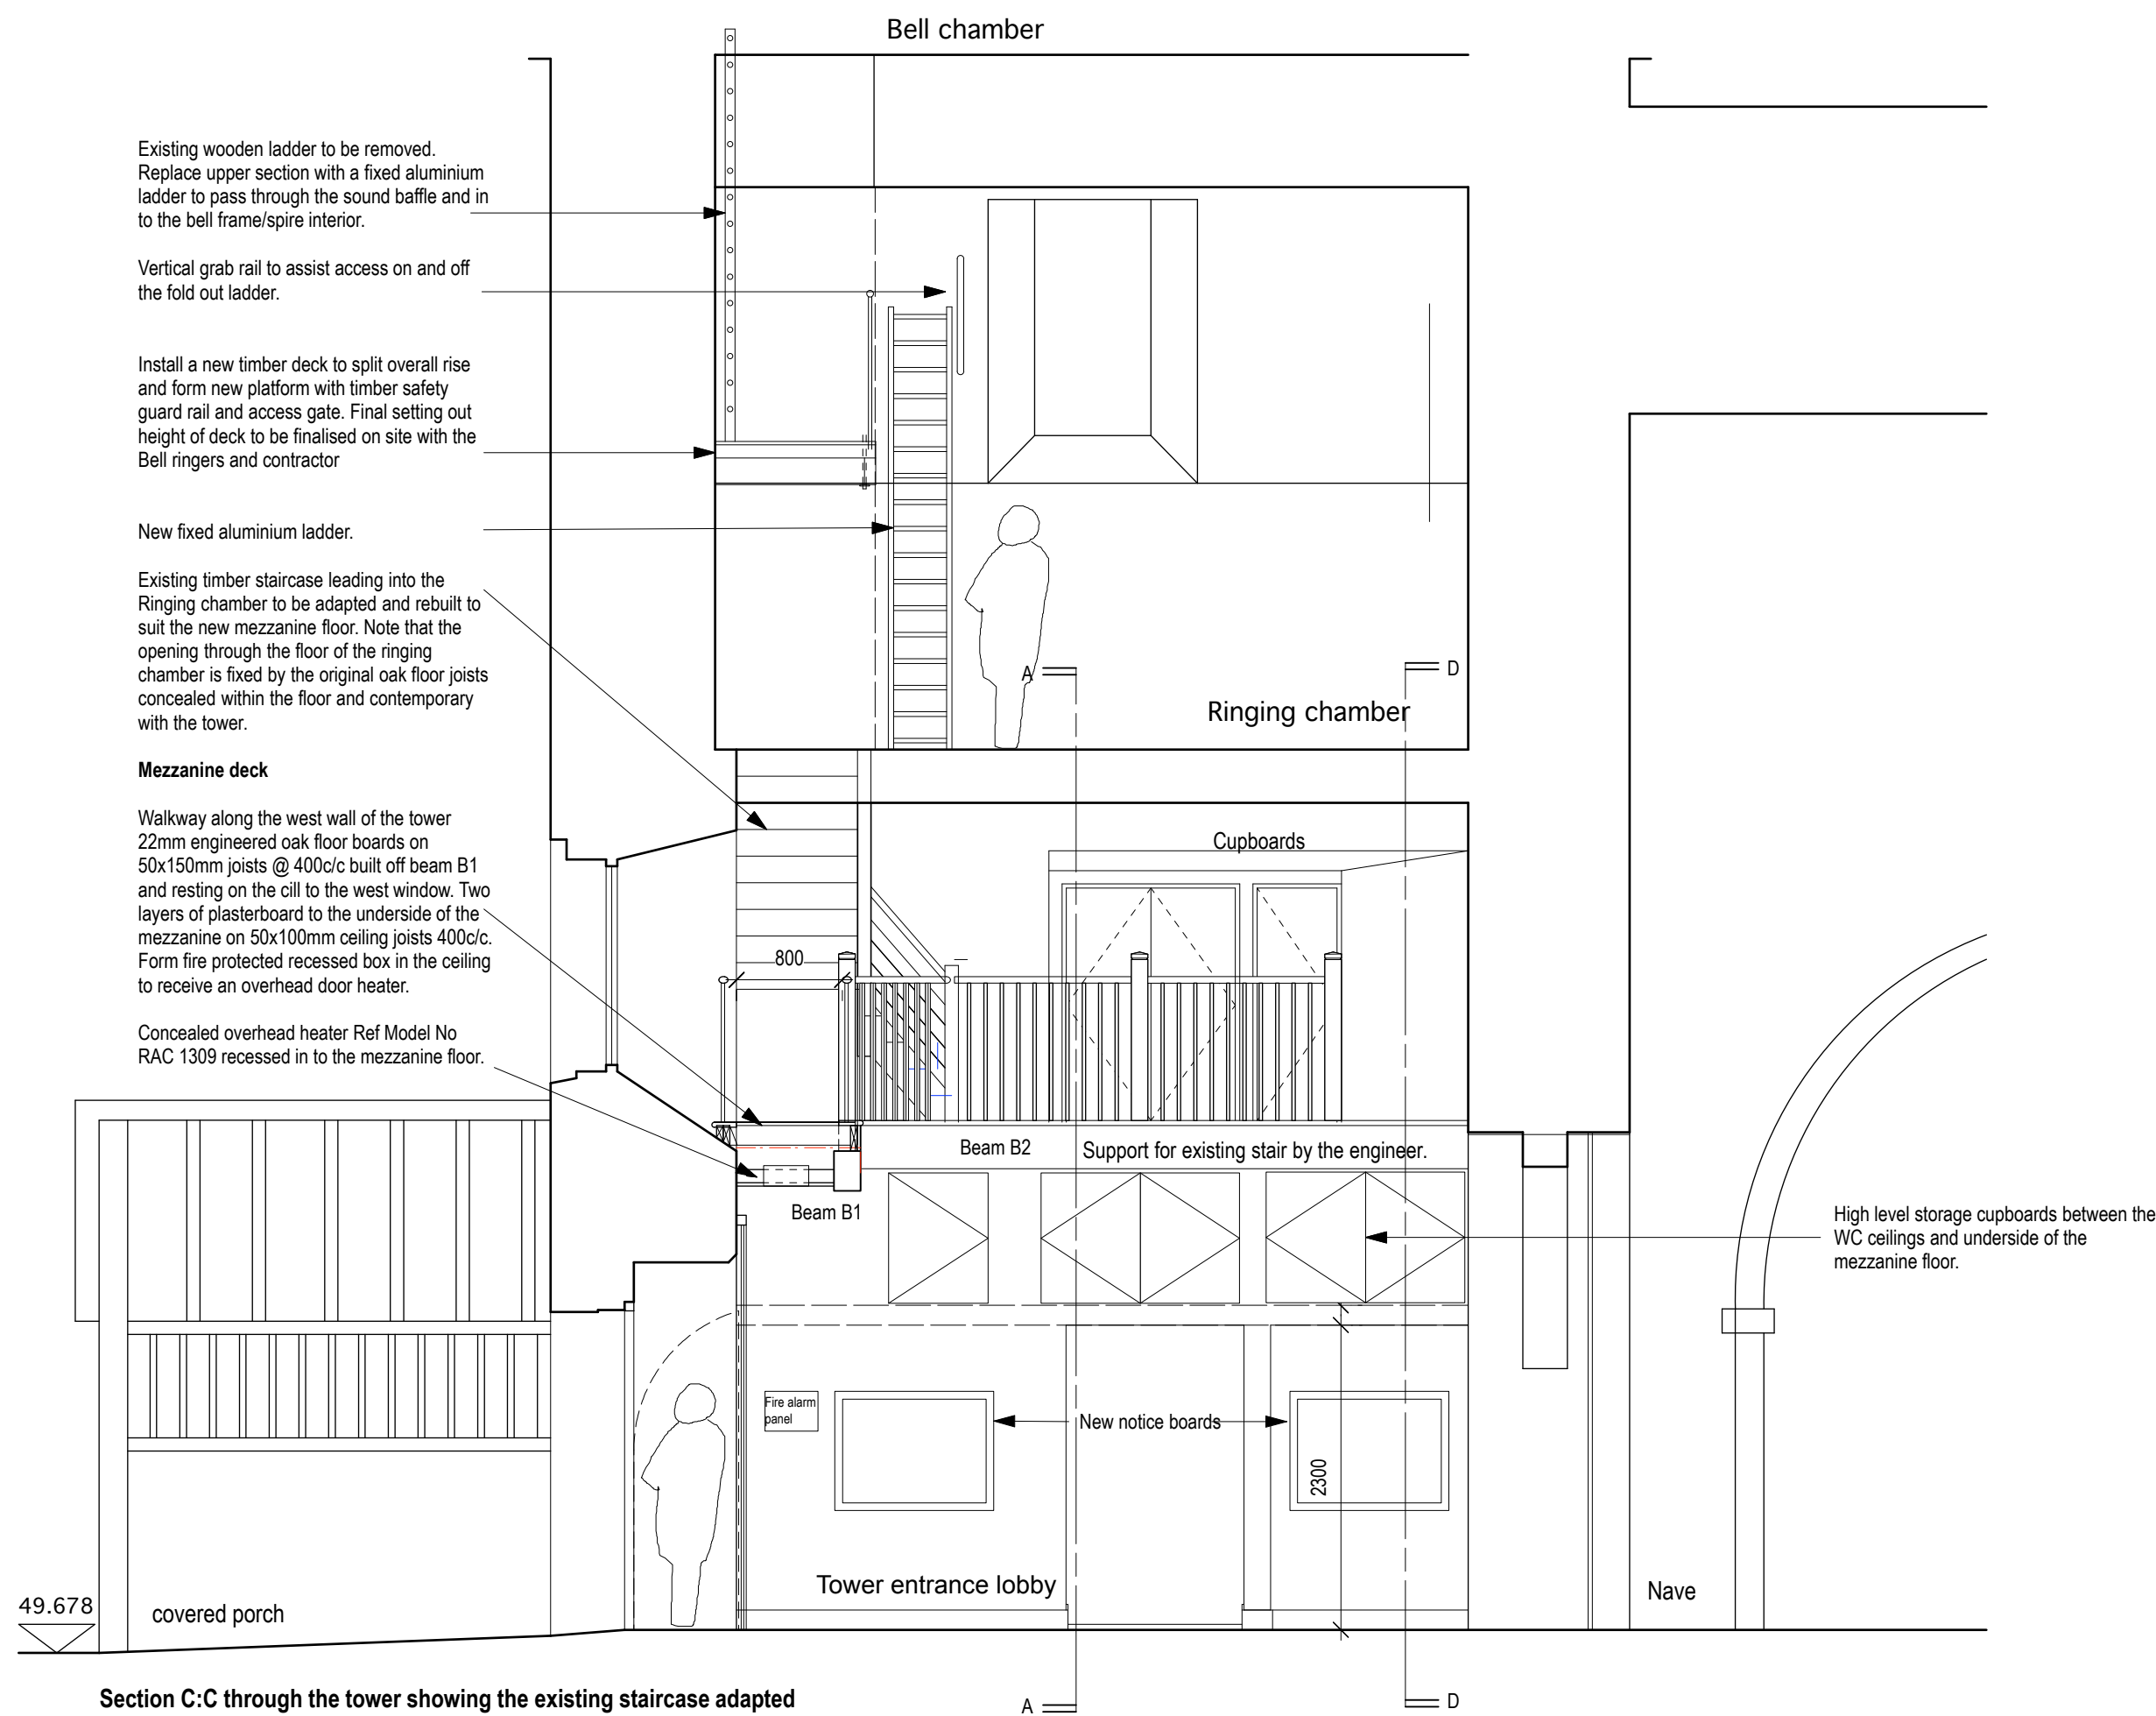 Bell chamber
Existing wooden ladder to be removed.
Replace upper section with a fixed aluminium
ladder to pass through the sound baffle and in
to the bell frame/spire interior.
Vertical grab rail to assist access on and off
the fold out ladder.
Install a new timber deck to split overall rise
and form new platform with timber safety
guard rail and access gate. Final setting out
height of deck to be finalised on site with the
Bell ringers and contractor
New fixed aluminium ladder.
Existing timber staircase leading into the
Ringing chamber to be adapted and rebuilt to
suit the new mezzanine floor. Note that the
opening through the floor of the ringing
chamber is fixed by the original oak floor joists
concealed within the floor and contemporary
with the tower.
A
D
Ringing chamber
Mezzanine deck
Walkway along the west wall of the tower
22mm engineered oak floor boards on
50x150mm joists @ 400c/c built off beam B1
and resting on the cill to the west window. Two
layers of plasterboard to the underside of the
mezzanine on 50x100mm ceiling joists 400c/c.
Form fire protected recessed box in the ceiling
to receive an overhead door heater.
Concealed overhead heater Ref Model No
RAC 1309 recessed in to the mezzanine floor.
Cupboards
800
Beam B2
Support for existing stair by the engineer.
Beam B1
High level storage cupboards between the
WC ceilings and underside of the
mezzanine floor.
Fire alarm
panel
New notice boards
2300
Tower entrance lobby
Nave
49.678
covered porch
Section C:C through the tower showing the existing staircase adapted
A
D